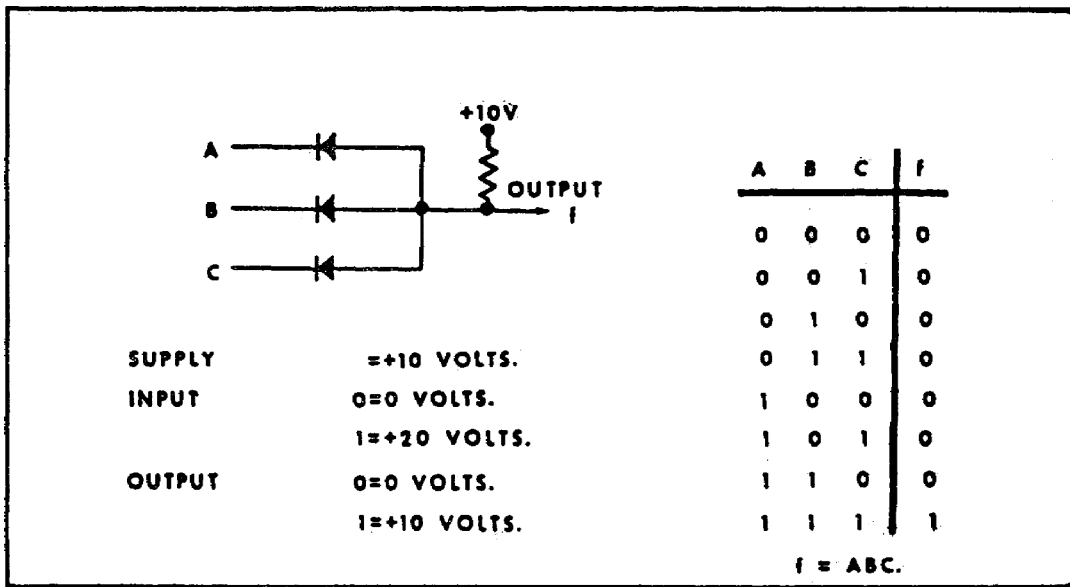 +10V
A
OUTPUT
B
f
C
SUPPLY =+10 VOLTS.
INPUT 0=0 VOLTS.
1=+20 VOLTS.
OUTPUT 0=0 VOLTS.
1=+10 VOLTS.
A B C f
0 0 0 0
0 0 1 0
0 1 0 0
0 1 1 0
1 0 0 0
1 0 1 0
1 1 0 0
1 1 1 1
f = ABC.